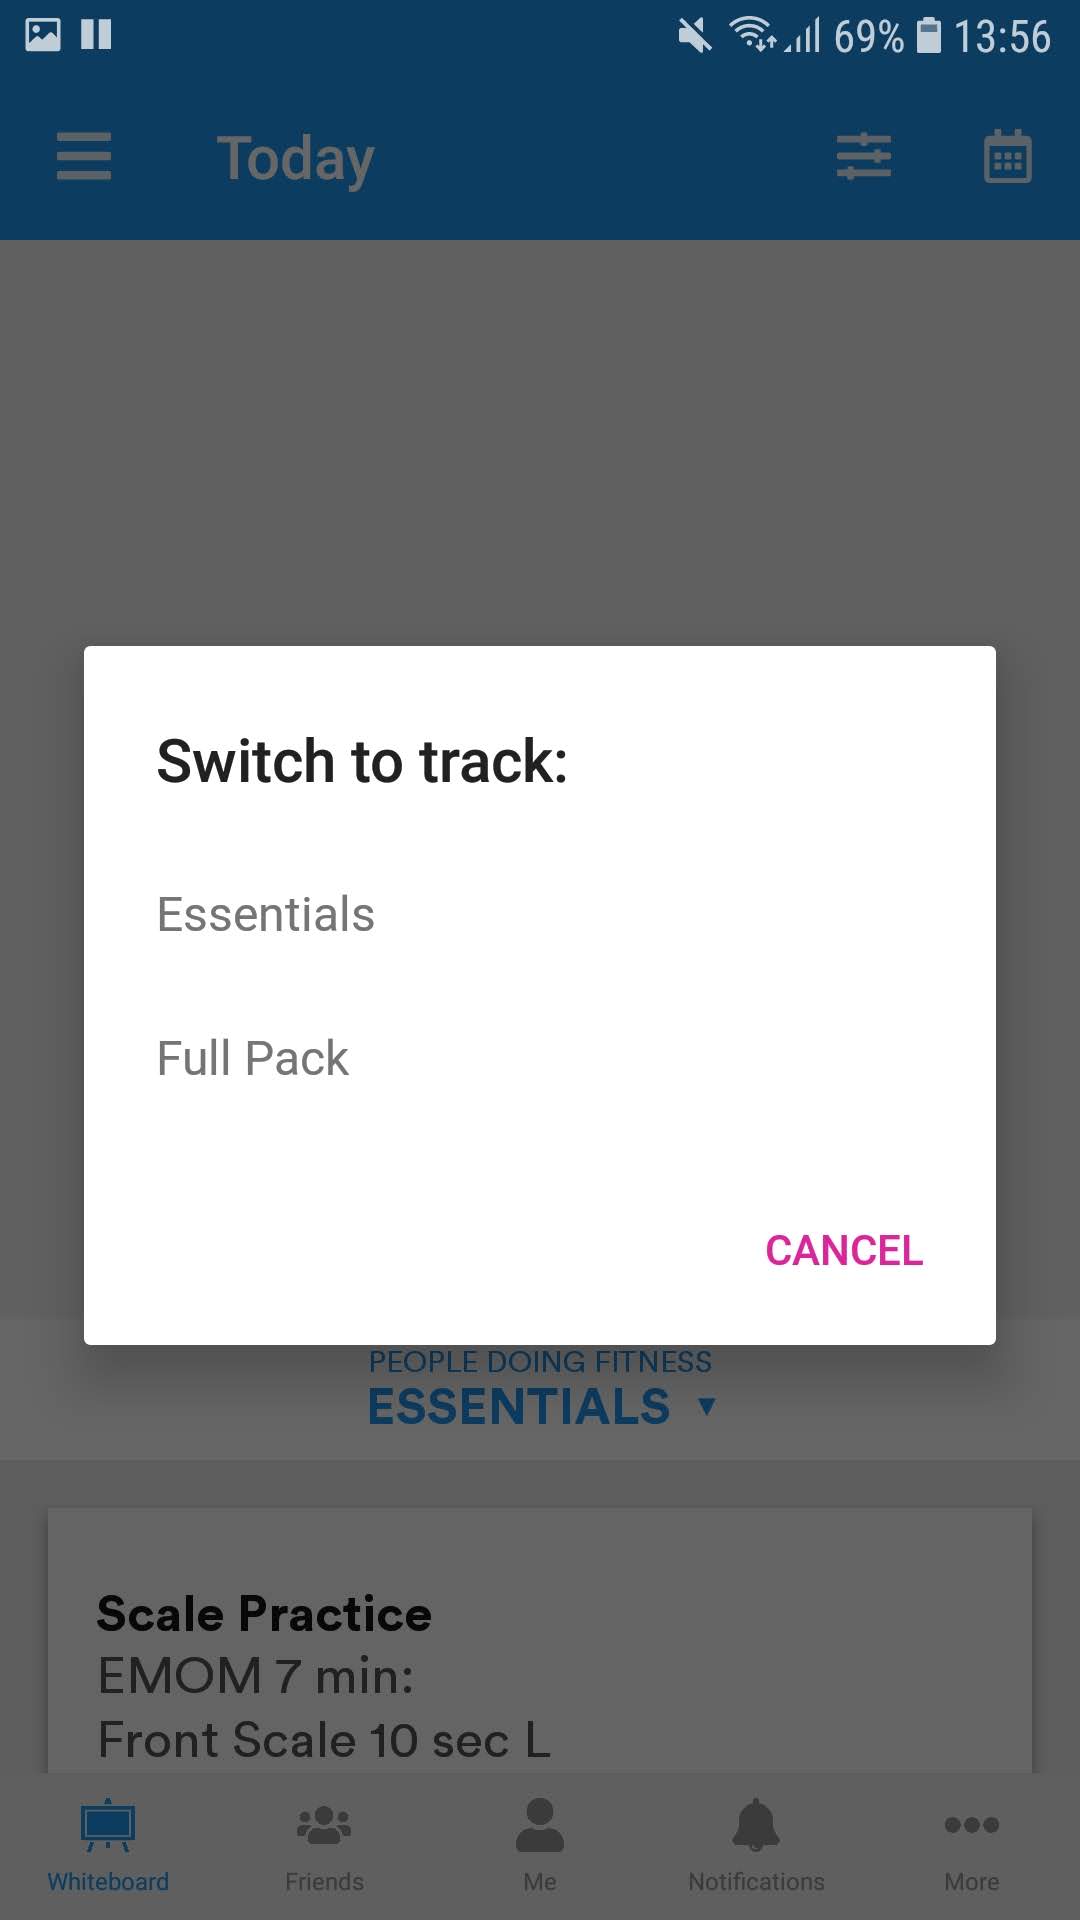 69% 13:56
Today
Switch to track:
Essentials
Full Pack
CANCEL
PEOPLE DOING FITNESS
ESSENTIALS ▼
Scale Practice
EMOM 7 min:
Front Scale 10 sec L
Whiteboard Friends Me Notifications More